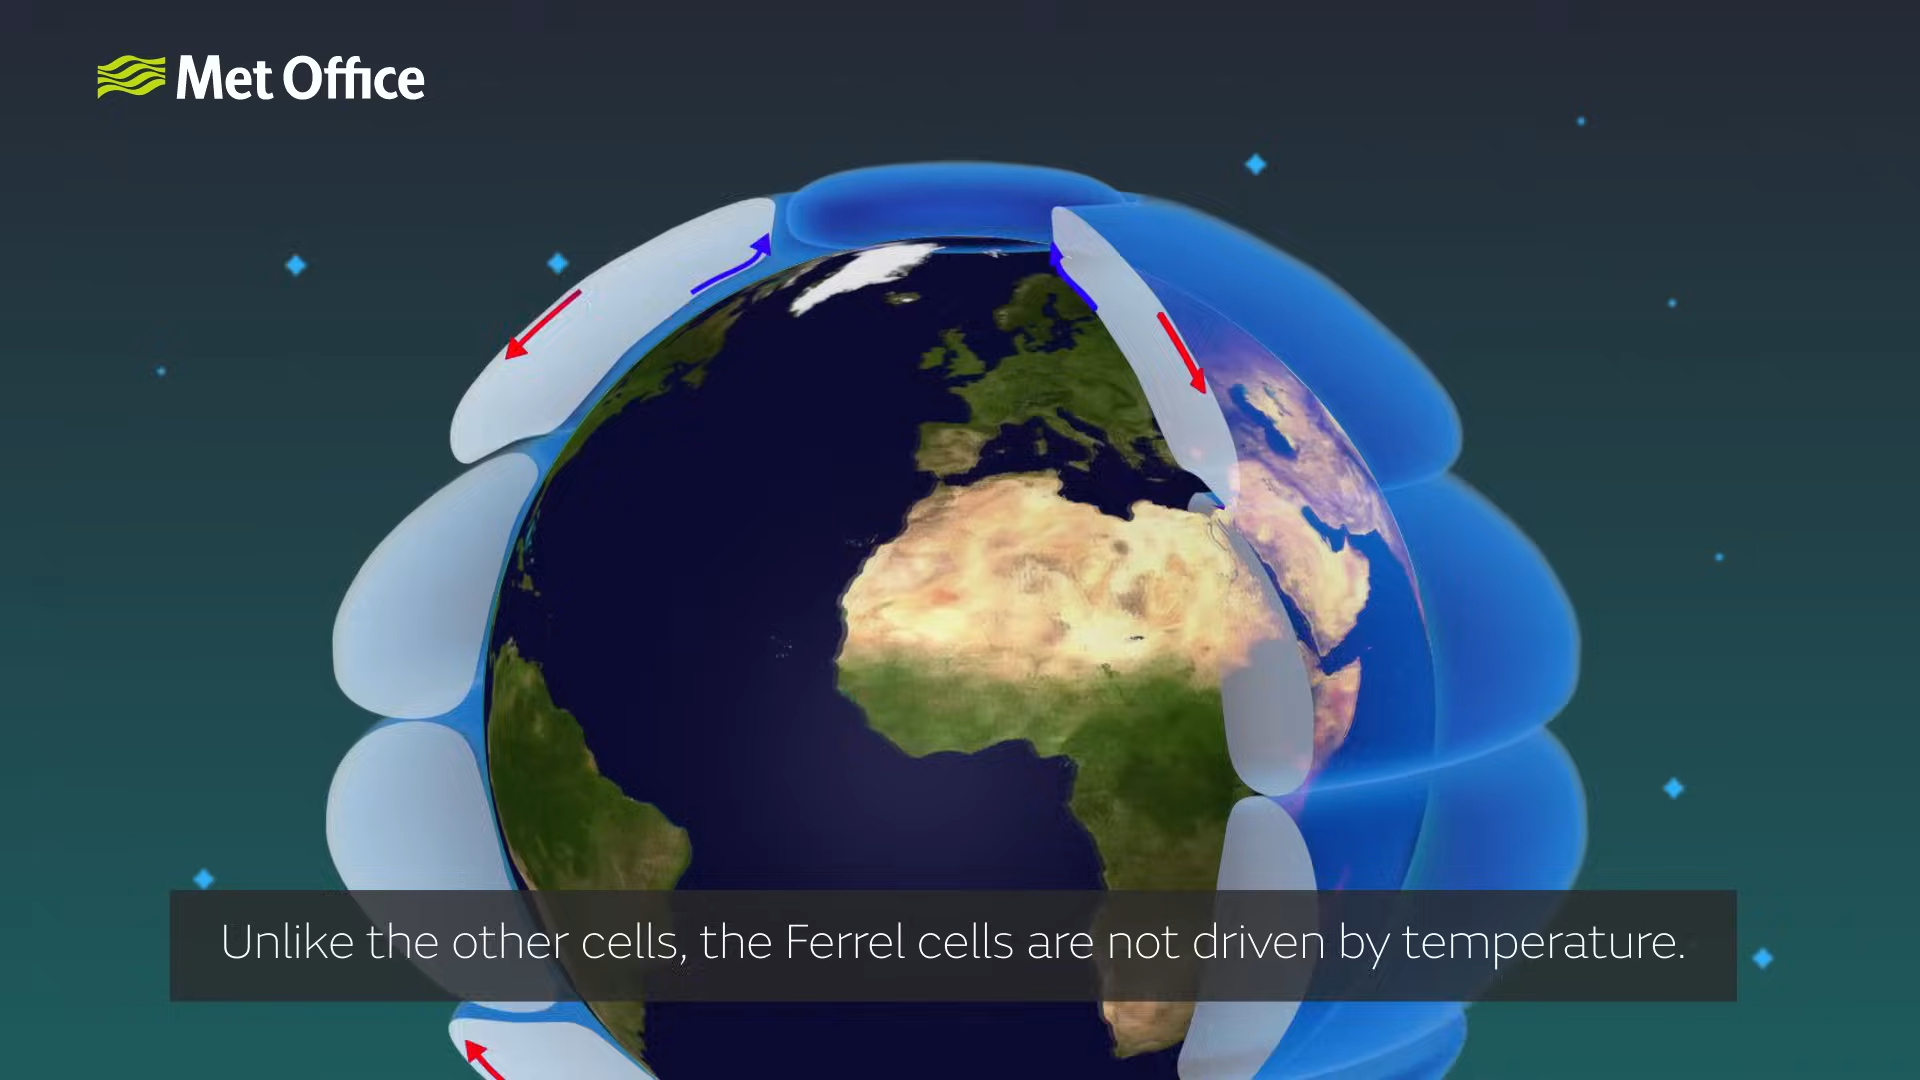 Met Office
Unlike the other cells, the Ferrel cells are not driven by temperature.